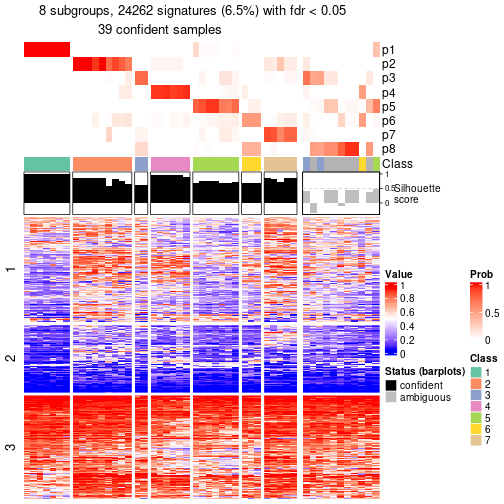 8 subgroups, 24262 signatures (6.5%) with fdr < 0.05
39 confident samples
p1
p2
p3
p4
p5
p6
p7
p8
Class
1
0.5
0
Silhouette
score
1
2
3
Value
1
0.8
0.6
0.4
0.2
0
Prob
1
0.5
0
Status (barplots)
confident
ambiguous
Class
1
2
3
4
5
6
7